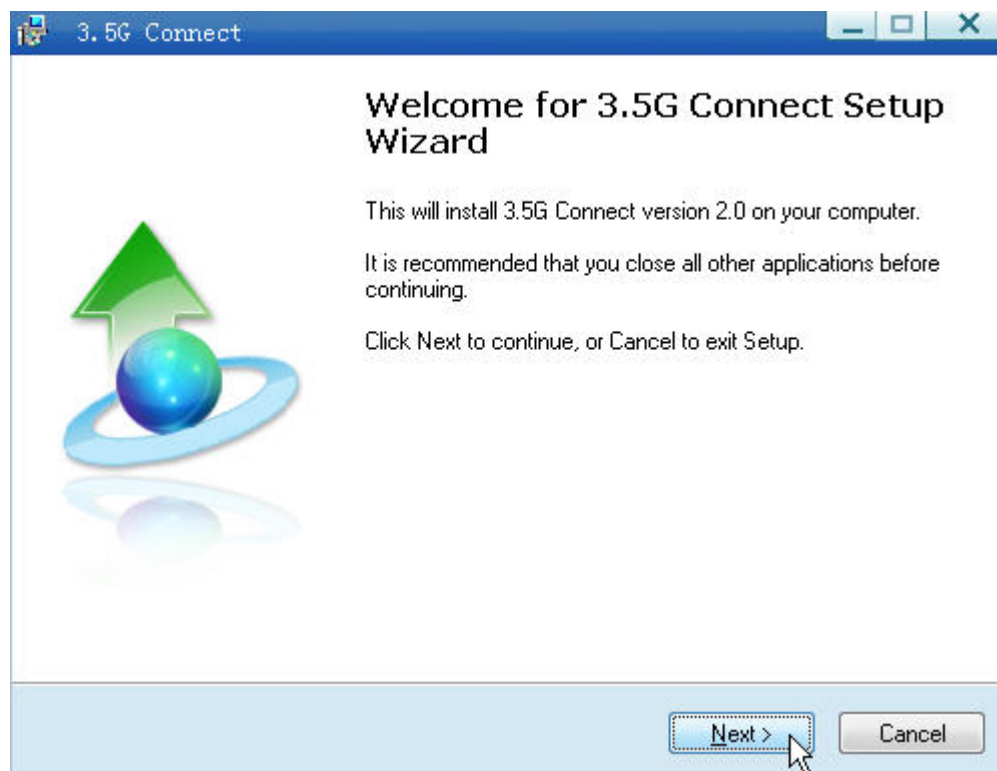 3.5G Connect
Welcome for 3.5G Connect Setup
Wizard
This will install 3.5G Connect version 2.0 on your computer.
It is recommended that you close all other applications before
continuing.
Click Next to continue, or Cancel to exit Setup.
Next >
Cancel